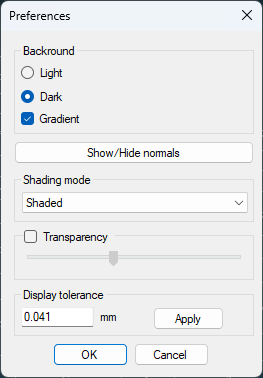 Preferences
Backround
Light
Dark
Gradient
Show/Hide normals
Shading mode
Shaded
Transparency
Display tolerance
0.041 mm Apply
OK Cancel